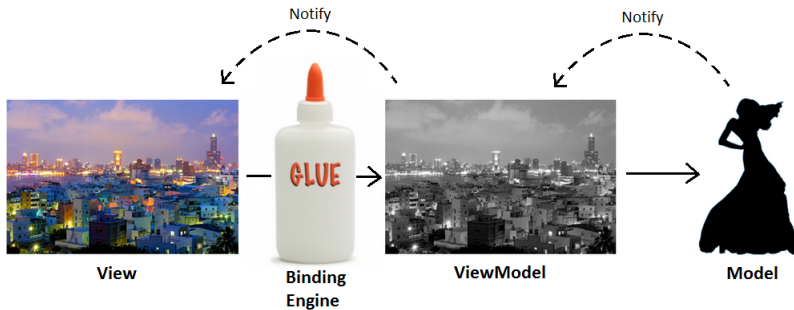 Notify
Notify
GLUE
View
Binding
Engine
ViewModel
Model